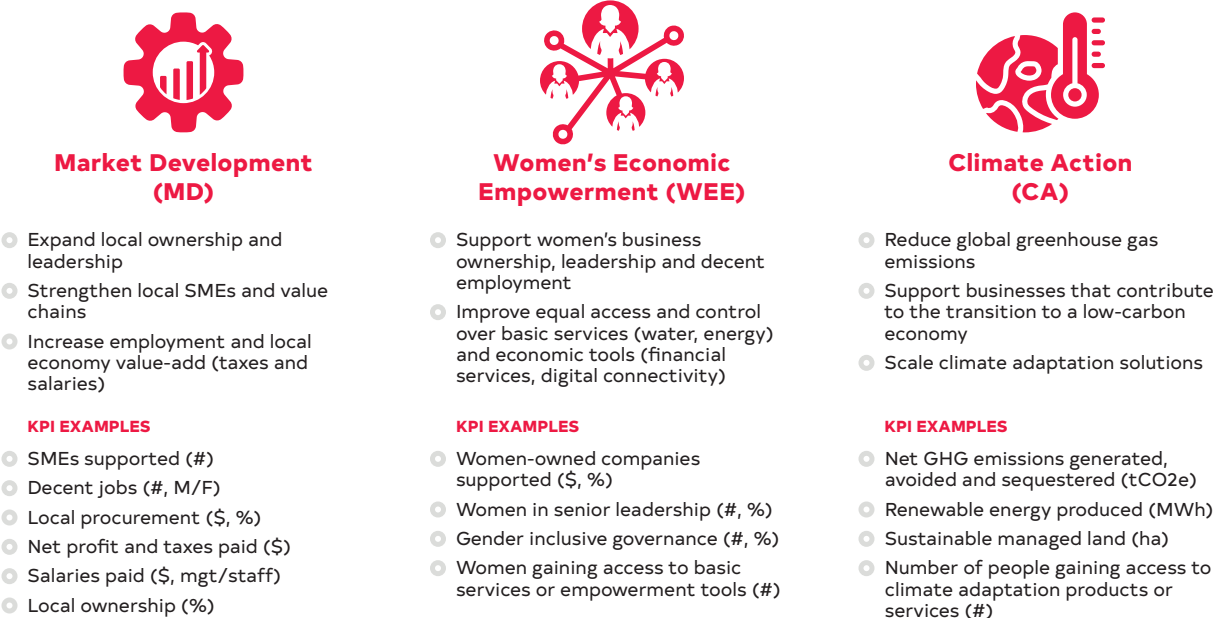 Market Development
(MD)
Expand local ownership and
leadership
Strengthen local SMEs and value
chains
Increase employment and local
economy value-add (taxes and
salaries)
KPI EXAMPLES
SMEs supported (#)
Decent jobs (#, M/F)
Local procurement ($, %)
Net profit and taxes paid ($)
Salaries paid ($, mgt/staff)
Local ownership (%)
Women's Economic
Empowerment (WEE)
Support women's business
ownership, leadership and decent
employment
Improve equal access and control
over basic services (water, energy)
and economic tools (financial
services, digital connectivity)
KPI EXAMPLES
Women-owned companies
supported ($, %)
Women in senior leadership (#, %)
Gender inclusive governance (#, %)
Women gaining access to basic
services or empowerment tools (#)
Climate Action
(CA)
Reduce global greenhouse gas
emissions
Support businesses that contribute
to the transition to a low-carbon
economy
Scale climate adaptation solutions
KPI EXAMPLES
Net GHG emissions generated,
avoided and sequestered (tCO2e)
Renewable energy produced (MWh)
Sustainable managed land (ha)
Number of people gaining access to
climate adaptation products or
services (#)